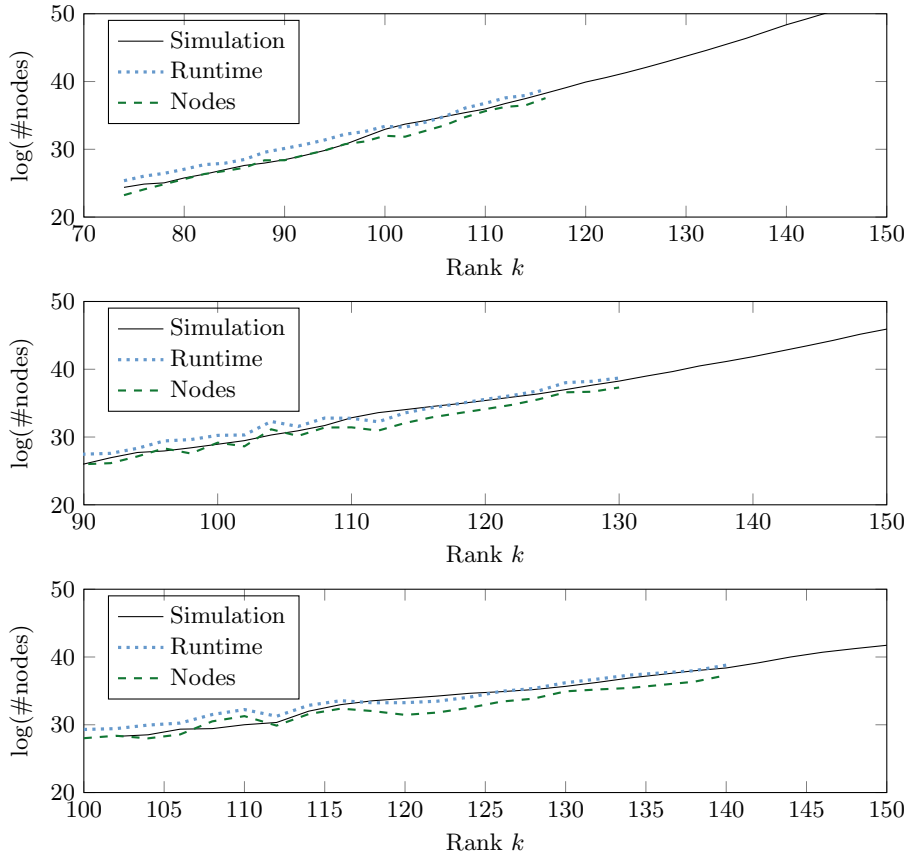 50
40
30
20
log(#nodes)
Simulation
Runtime
Nodes
70 80 90 100 110 120 130 140 150
Rank k
50
40
30
20
log(#nodes)
Simulation
Runtime
Nodes
90 100 110 120 130 140 150
Rank k
50
40
30
20
log(#nodes)
Simulation
Runtime
Nodes
100 105 110 115 120 125 130 135 140 145 150
Rank k